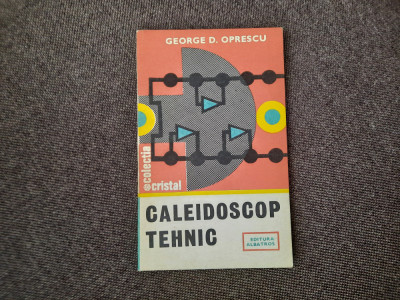 GEORGE D. OPRESCU
colecția
cristal
CALEIDOSCOP
TEHNIC
EDITURA
ALBATROS